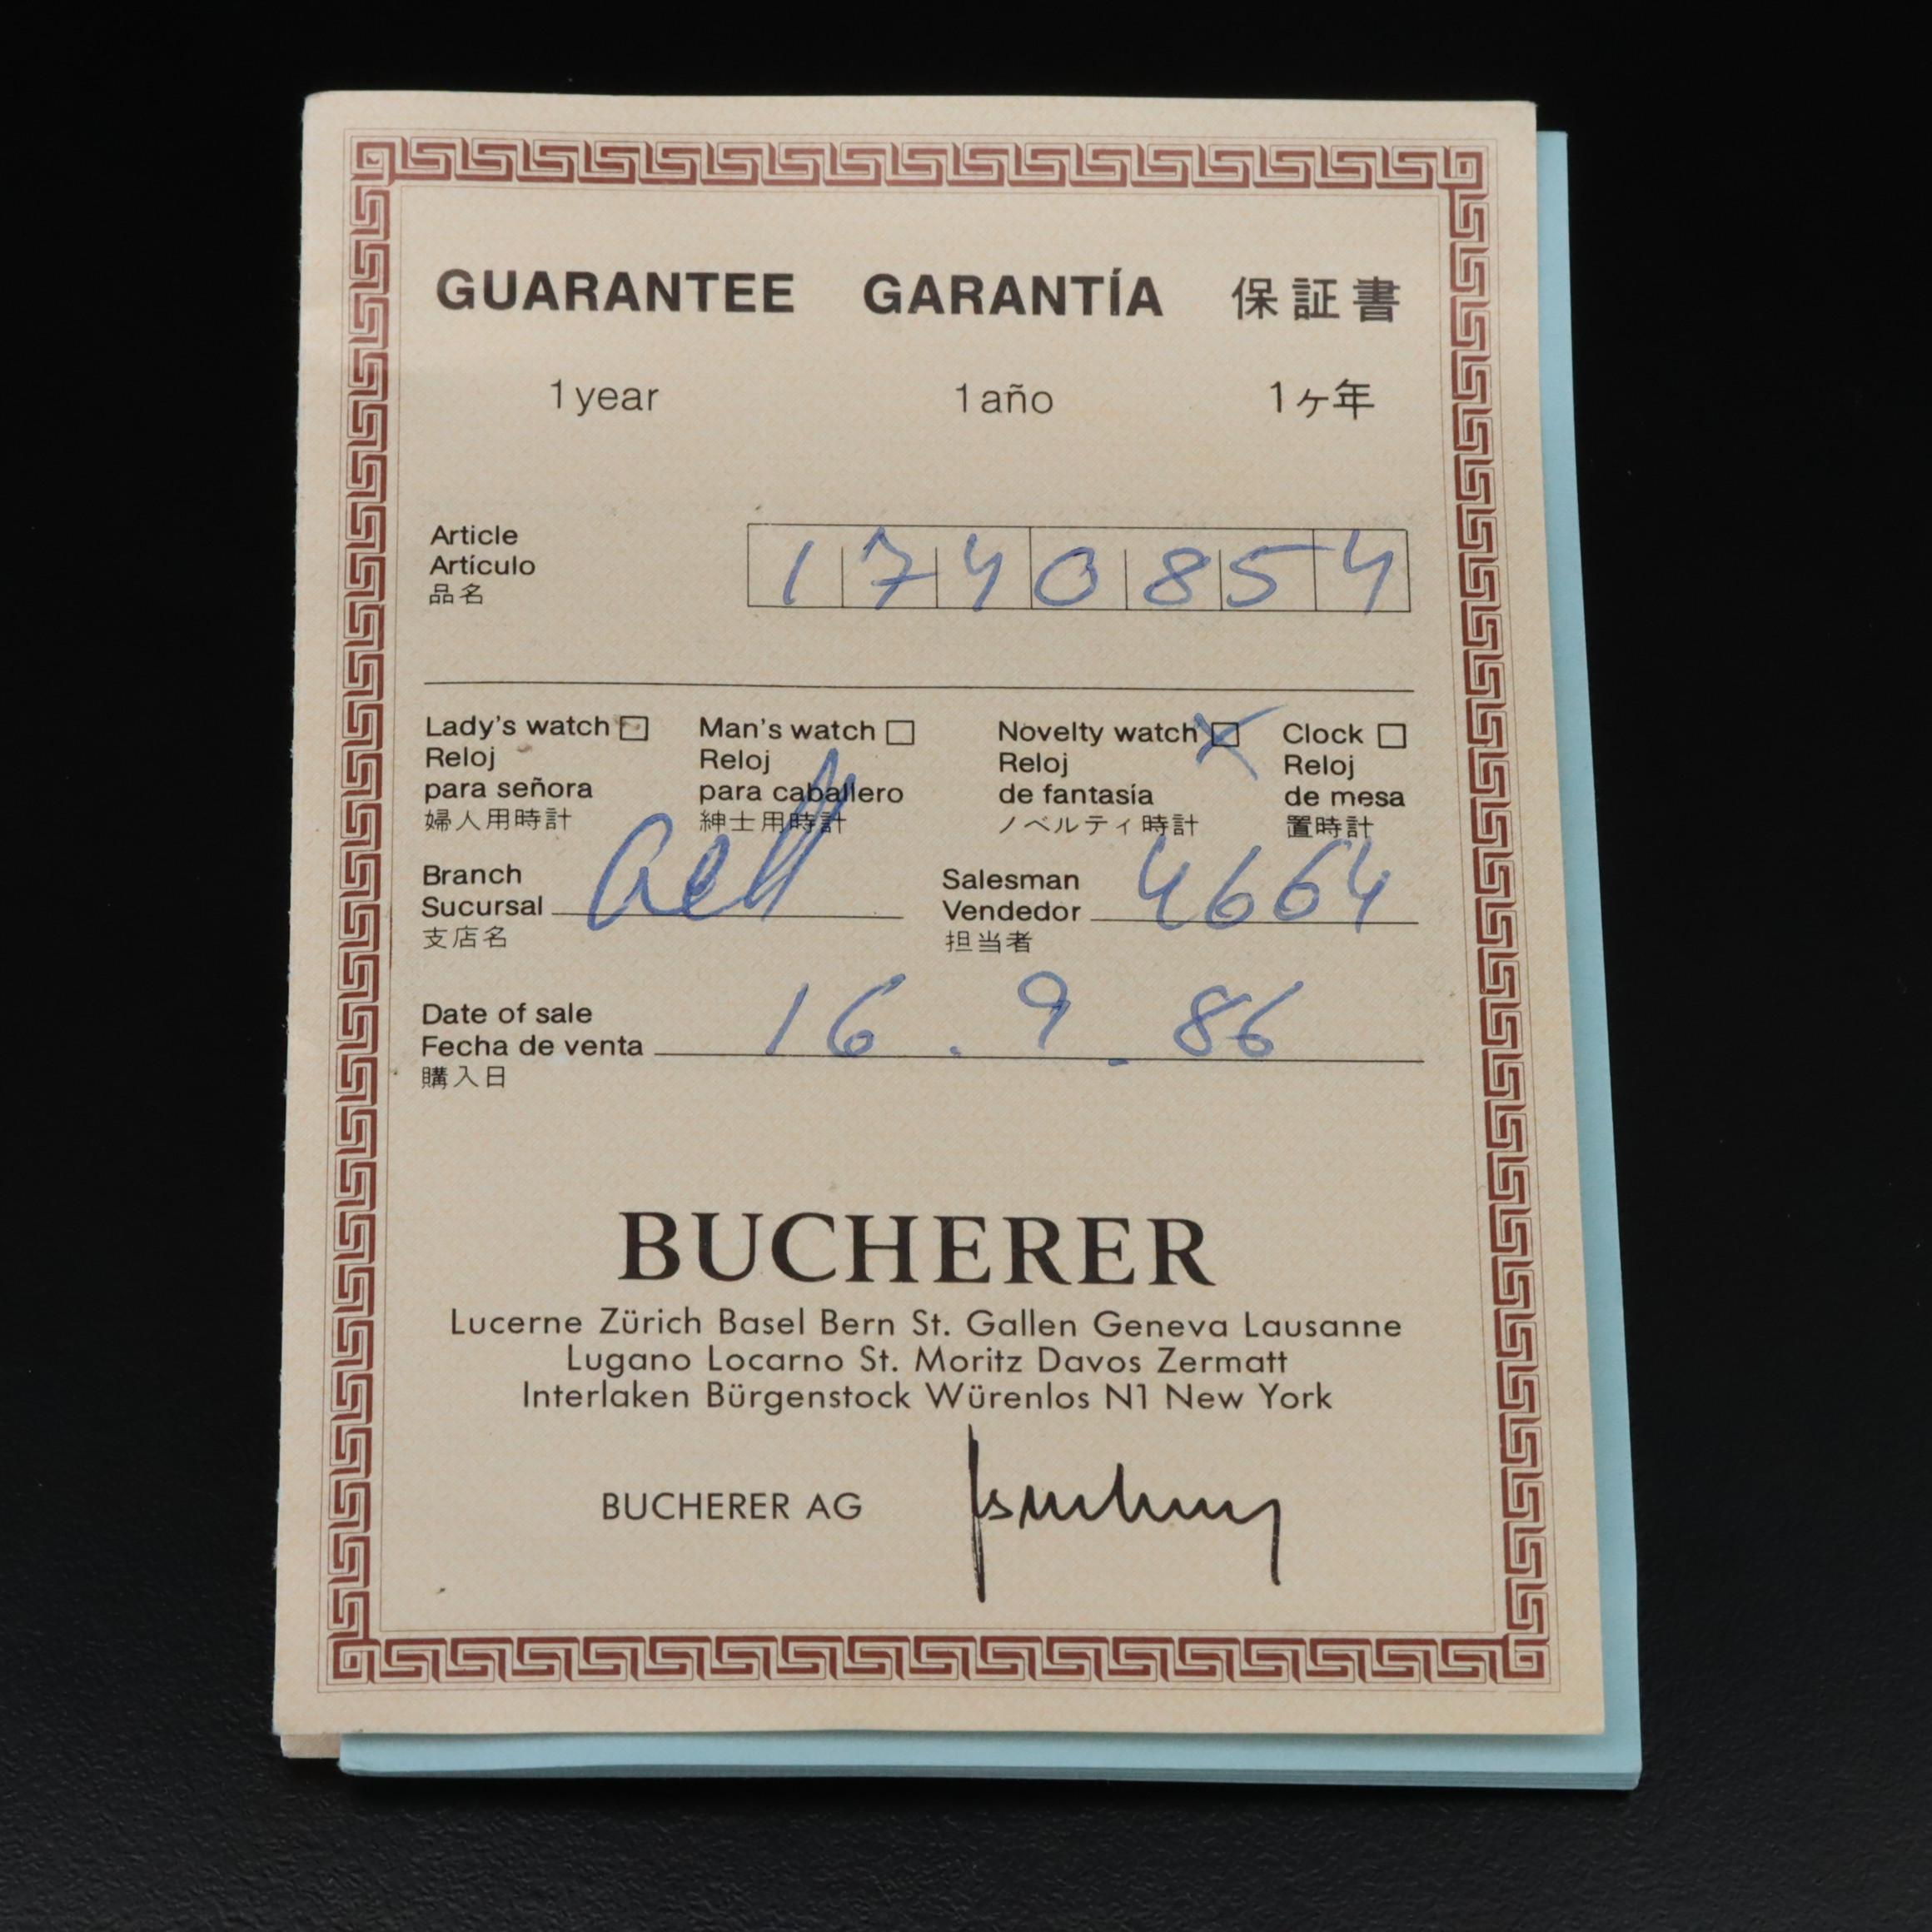 GUARANTEE GARANTÍA 保証書
1 year 1 año 1ヶ年
Article
Artículo 1740854
品名
Lady's watch Man's watch Novelty watch X Clock
Reloj Reloj Reloj Reloj
para señora para caballero de fantasía de mesa
婦人用時計 紳士用時計 ノベルティ時計 置時計
Branch Salesman
Sucursal Vendedor 4664
支店名 担当者
Date of sale
Fecha de venta 16.9.86
購入日
BUCHERER
Lucerne Zürich Basel Bern St. Gallen Geneva Lausanne
Lugano Locarno St. Moritz Davos Zermatt
Interlaken Bürgenstock Würenlos N1 New York
BUCHERER AG